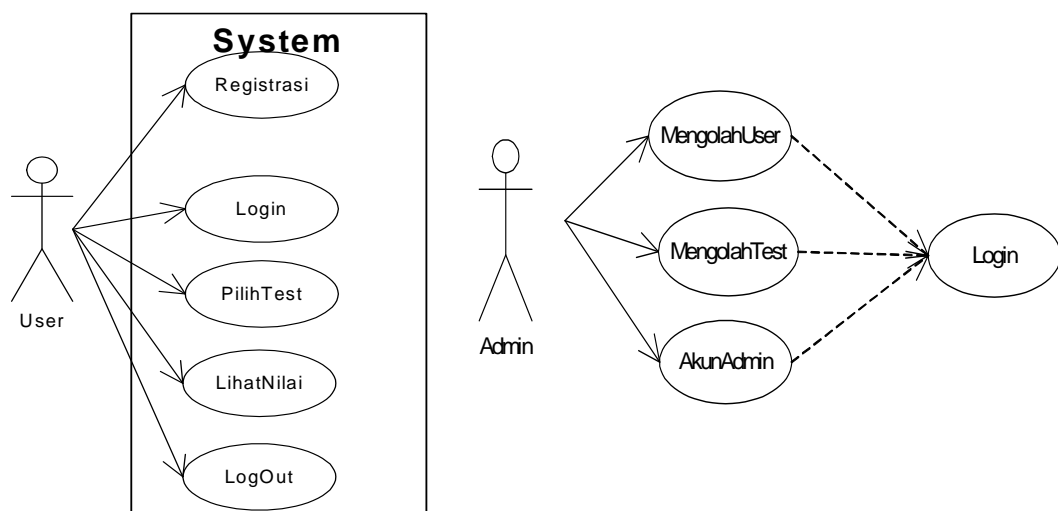 System
Registrasi
Login
PilihTest
LihatNilai
LogOut
User
MengolahUser
MengolahTest
AkunAdmin
Admin
Login